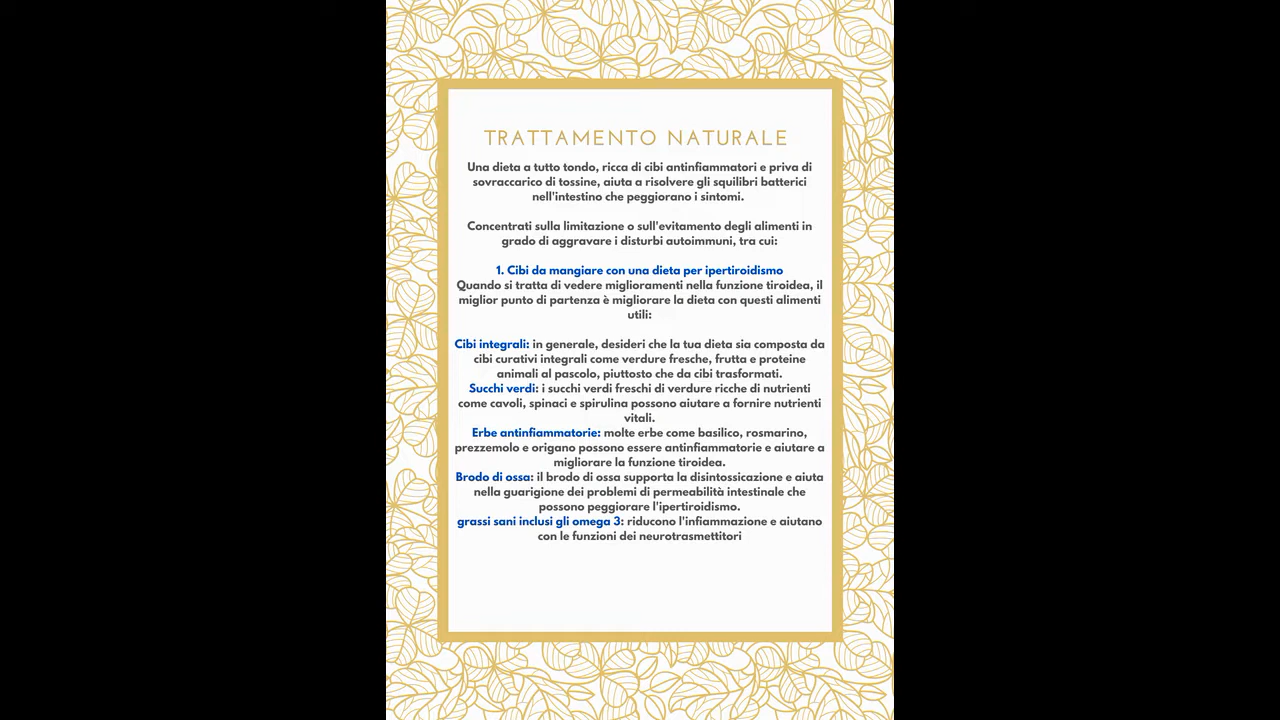 TRATTAMENTO NATURALE
Una dieta a tutto tondo, ricca di cibi antinfiammatori e priva di
sovraccarico di tossine, aiuta a risolvere gli squilibri batterici
nell'intestino che peggiorano i sintomi.
Concentrati sulla limitazione o sull'evitamento degli alimenti in
grado di aggravare i disturbi autoimmuni, tra cui:
1. Cibi da mangiare con una dieta per ipertiroidismo
Quando si tratta di vedere miglioramenti nella funzione tiroidea, il
miglior punto di partenza è migliorare la dieta con questi alimenti
utili:
Cibi integrali: in generale, desideri che la tua dieta sia composta da
cibi curativi integrali come verdure fresche, frutta e proteine
animali al pascolo, piuttosto che da cibi trasformati.
Succhi verdi: i succhi verdi freschi di verdure ricche di nutrienti
come cavoli, spinaci e spirulina possono aiutare a fornire nutrienti
vitali.
Erbe antinfiammatorie: molte erbe come basilico, rosmarino,
prezzemolo e origano possono essere antinfiammatorie e aiutare a
migliorare la funzione tiroidea.
Brodo di ossa: il brodo di ossa supporta la disintossicazione e aiuta
nella guarigione dei problemi di permeabilità intestinale che
possono peggiorare l'ipertiroidismo.
grassi sani inclusi gli omega 3: riducono l'infiammazione e aiutano
con le funzioni dei neurotrasmettitori